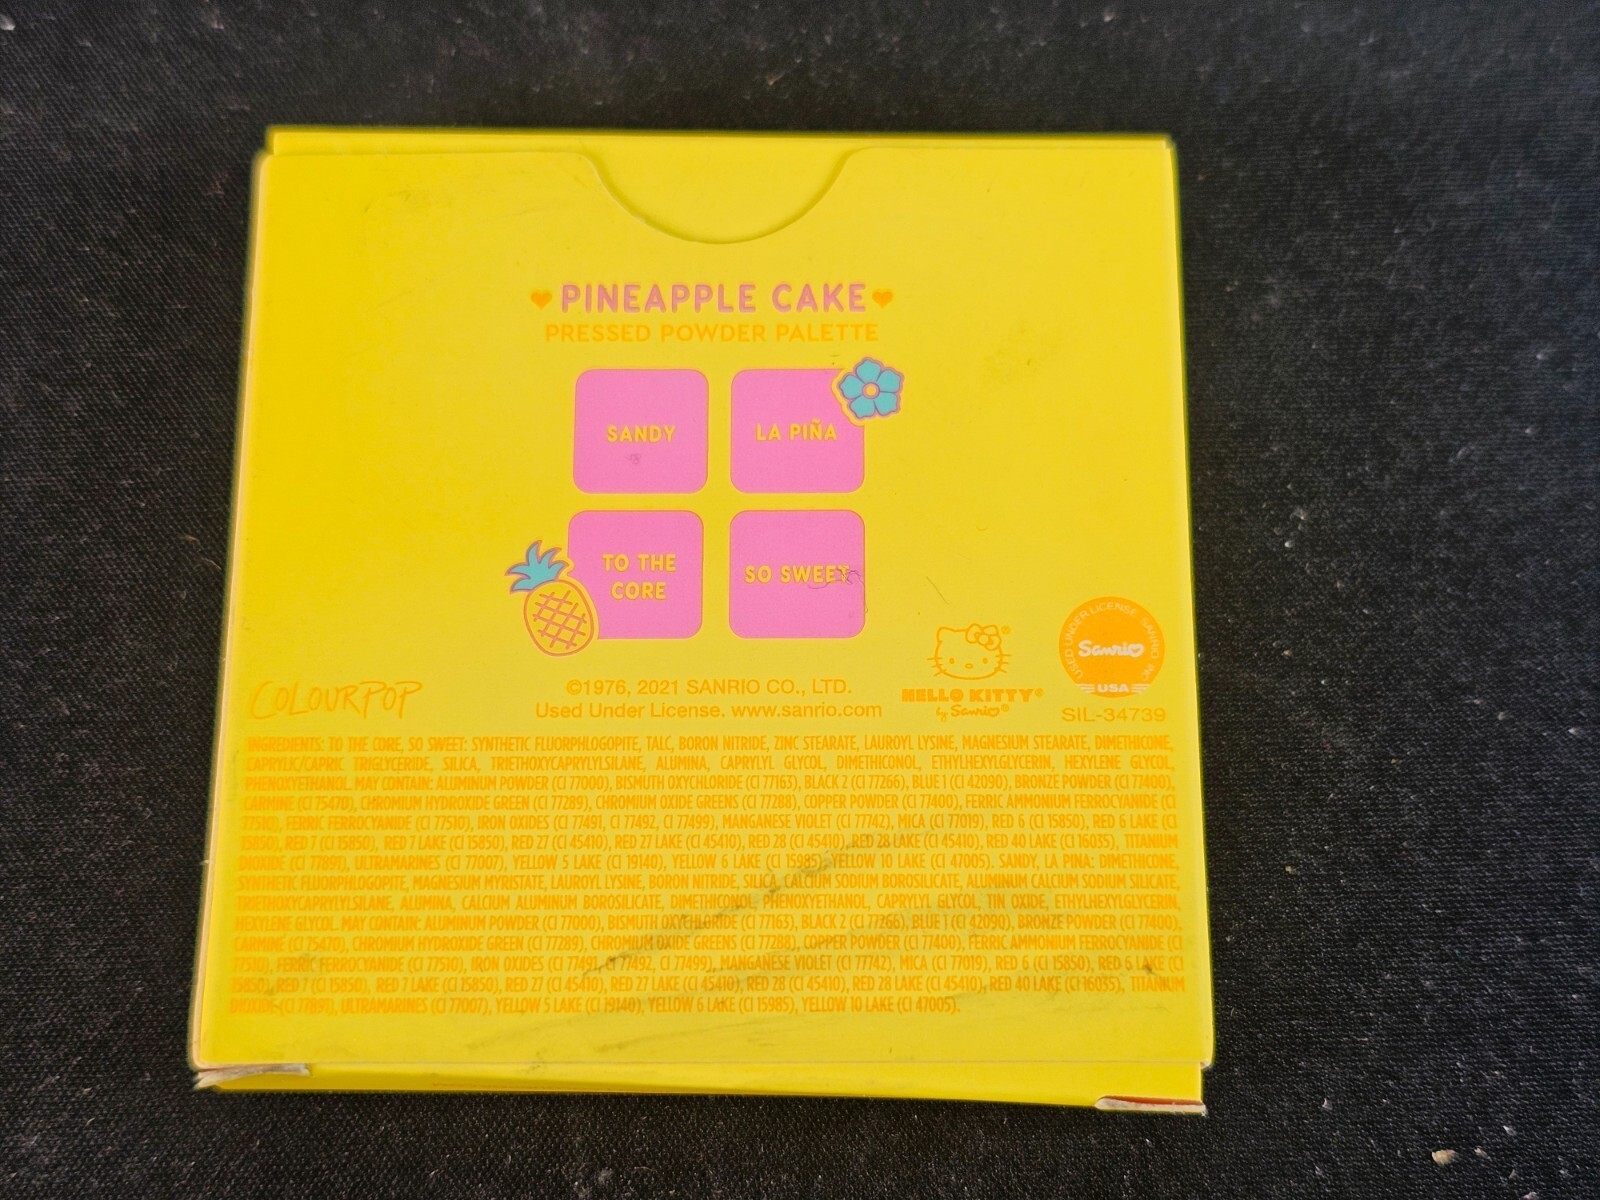 PINEAPPLE CAKE
PRESSED POWDER PALETTE
SANDY
LA PIÑA
TO THE
CORE
SO SWEET
COLOURPOP
©1976, 2021 SANRIO CO., LTD.
Used Under License. www.sanrio.com
HELLO KITTY®
by Sanrio®
USED UNDER LICENSE SANRIO INC
Sanrio
USA
SIL-34739
INGREDIENTS: TO THE CORE, SO SWEET: SYNTHETIC FLUORPHLOGOPITE, TALC, BORON NITRIDE, ZINC STEARATE, LAUROYL LYSINE, MAGNESIUM STEARATE, DIMETHICONE,
CAPRYLIC/CAPRIC TRIGLYCERIDE, SILICA, TRIETHOXYCAPRYLYLSILANE, ALUMINA, CAPRYLYL GLYCOL, DIMETHICONOL, ETHYLHEXYLGLYCERIN, HEXYLENE GLYCOL,
PHENOXYETHANOL. MAY CONTAIN: ALUMINUM POWDER (CI 77000), BISMUTH OXYCHLORIDE (CI 77163), BLACK 2 (CI 77266), BLUE 1 (CI 42090), BRONZE POWDER (CI 77400),
CARMINE (CI 75470), CHROMIUM HYDROXIDE GREEN (CI 77289), CHROMIUM OXIDE GREENS (CI 77288), COPPER POWDER (CI 77400), FERRIC AMMONIUM FERROCYANIDE (CI
77510), FERRIC FERROCYANIDE (CI 77510), IRON OXIDES (CI 77491, CI 77492, CI 77499), MANGANESE VIOLET (CI 77742), MICA (CI 77019), RED 6 (CI 15850), RED 6 LAKE (CI
15850), RED 7 (CI 15850), RED 7 LAKE (CI 15850), RED 27 (CI 45410), RED 27 LAKE (CI 45410), RED 28 (CI 45410), RED 28 LAKE (CI 45410), RED 40 LAKE (CI 16035), TITANIUM
DIOXIDE (CI 77891), ULTRAMARINES (CI 77007), YELLOW 5 LAKE (CI 19140), YELLOW 6 LAKE (CI 15985), YELLOW 10 LAKE (CI 47005). SANDY, LA PINA: DIMETHICONE,
SYNTHETIC FLUORPHLOGOPITE, MAGNESIUM MYRISTATE, LAUROYL LYSINE, BORON NITRIDE, SILICA, CALCIUM SODIUM BOROSILICATE, ALUMINUM CALCIUM SODIUM SILICATE,
TRIETHOXYCAPRYLYLSILANE, ALUMINA, CALCIUM ALUMINUM BOROSILICATE, DIMETHICONOL, PHENOXYETHANOL, CAPRYLYL GLYCOL, TIN OXIDE, ETHYLHEXYLGLYCERIN,
HEXYLENE GLYCOL. MAY CONTAIN: ALUMINUM POWDER (CI 77000), BISMUTH OXYCHLORIDE (CI 77163), BLACK 2 (CI 77266), BLUE 1 (CI 42090), BRONZE POWDER (CI 77400),
CARMINE (CI 75470), CHROMIUM HYDROXIDE GREEN (CI 77289), CHROMIUM OXIDE GREENS (CI 77288), COPPER POWDER (CI 77400), FERRIC AMMONIUM FERROCYANIDE (CI
77510), FERRIC FERROCYANIDE (CI 77510), IRON OXIDES (CI 77491, CI 77492, CI 77499), MANGANESE VIOLET (CI 77742), MICA (CI 77019), RED 6 (CI 15850), RED 6 LAKE (CI
15850), RED 7 (CI 15850), RED 7 LAKE (CI 15850), RED 27 (CI 45410), RED 27 LAKE (CI 45410), RED 28 (CI 45410), RED 28 LAKE (CI 45410), RED 40 LAKE (CI 16035), TITANIUM
DIOXIDE (CI 77891), ULTRAMARINES (CI 77007), YELLOW 5 LAKE (CI 19140), YELLOW 6 LAKE (CI 15985), YELLOW 10 LAKE (CI 47005).